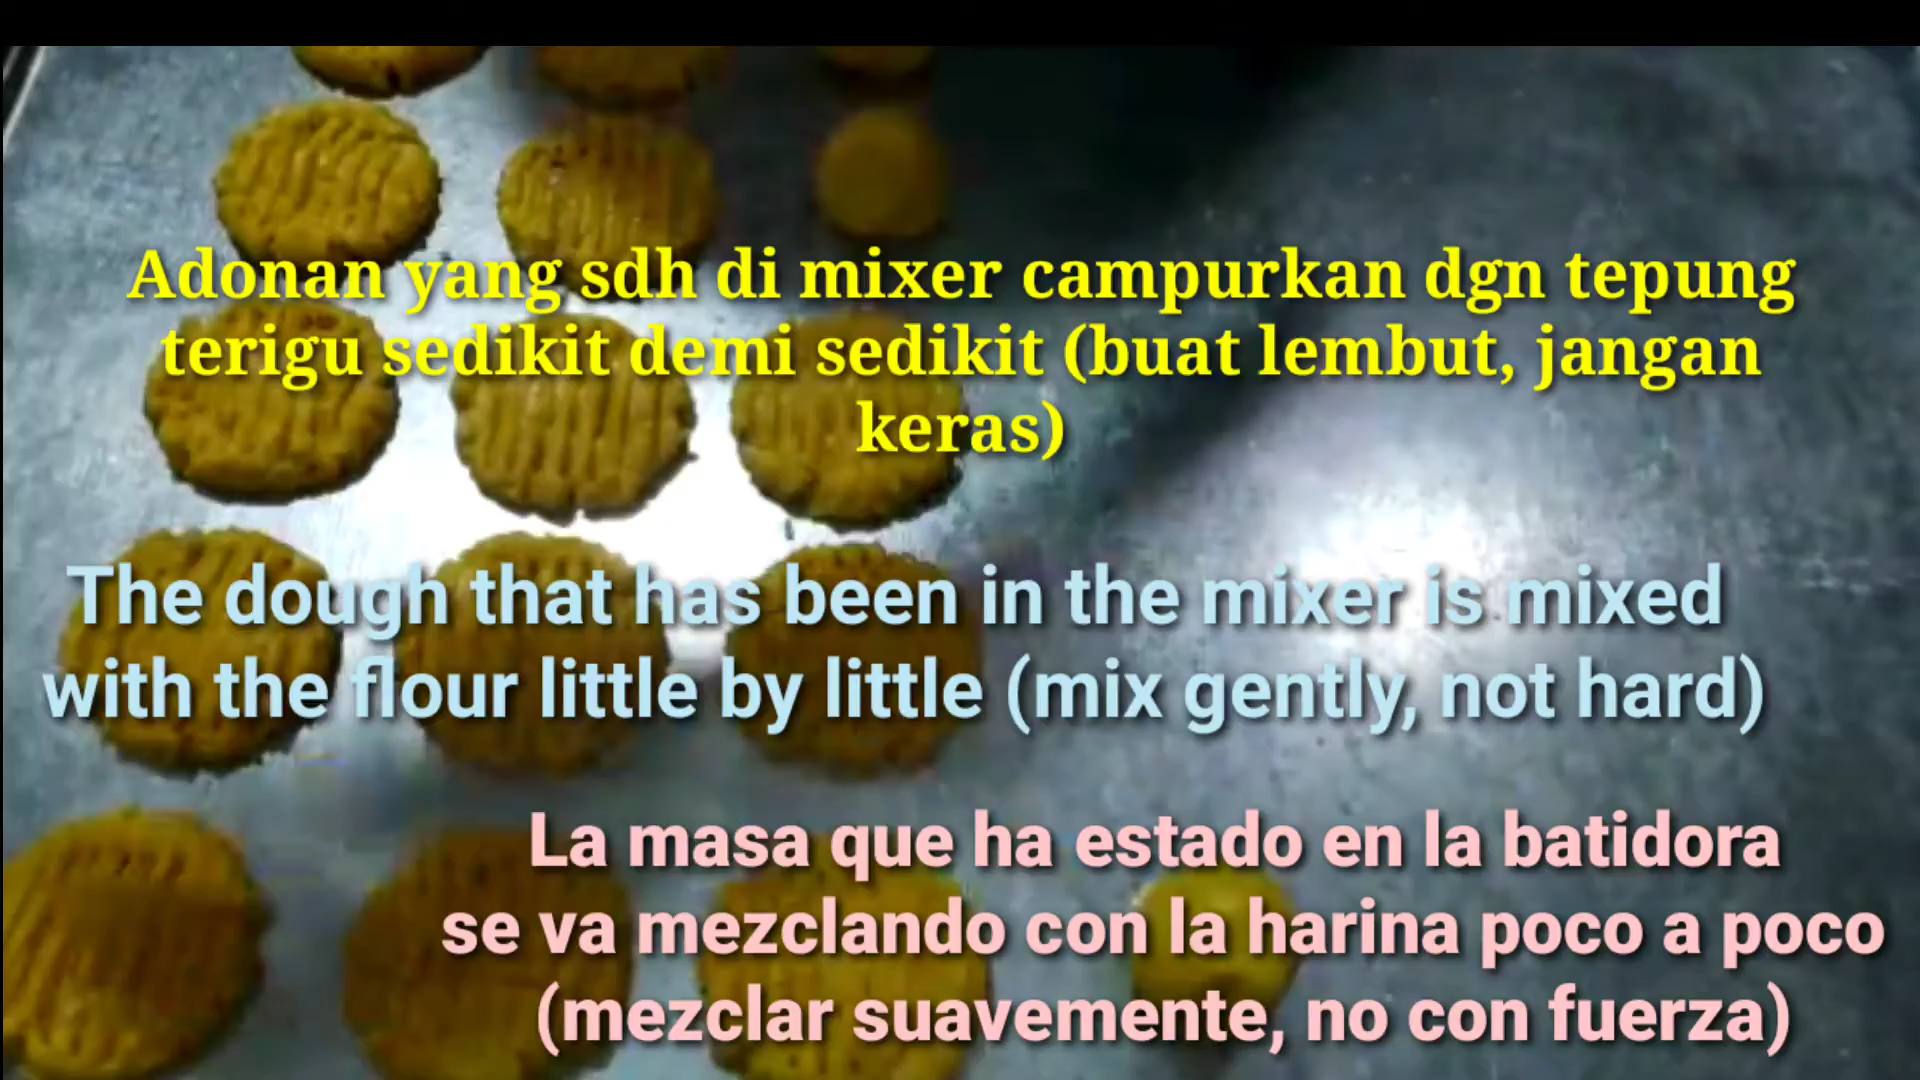 Adonan yang sdh di mixer campurkan dgn tepung
terigu sedikit demi sedikit (buat lembut, jangan
keras)
The dough that has been in the mixer is mixed
with the flour little by little (mix gently, not hard)
La masa que ha estado en la batidora
se va mezclando con la harina poco a poco
(mezclar suavemente, no con fuerza)